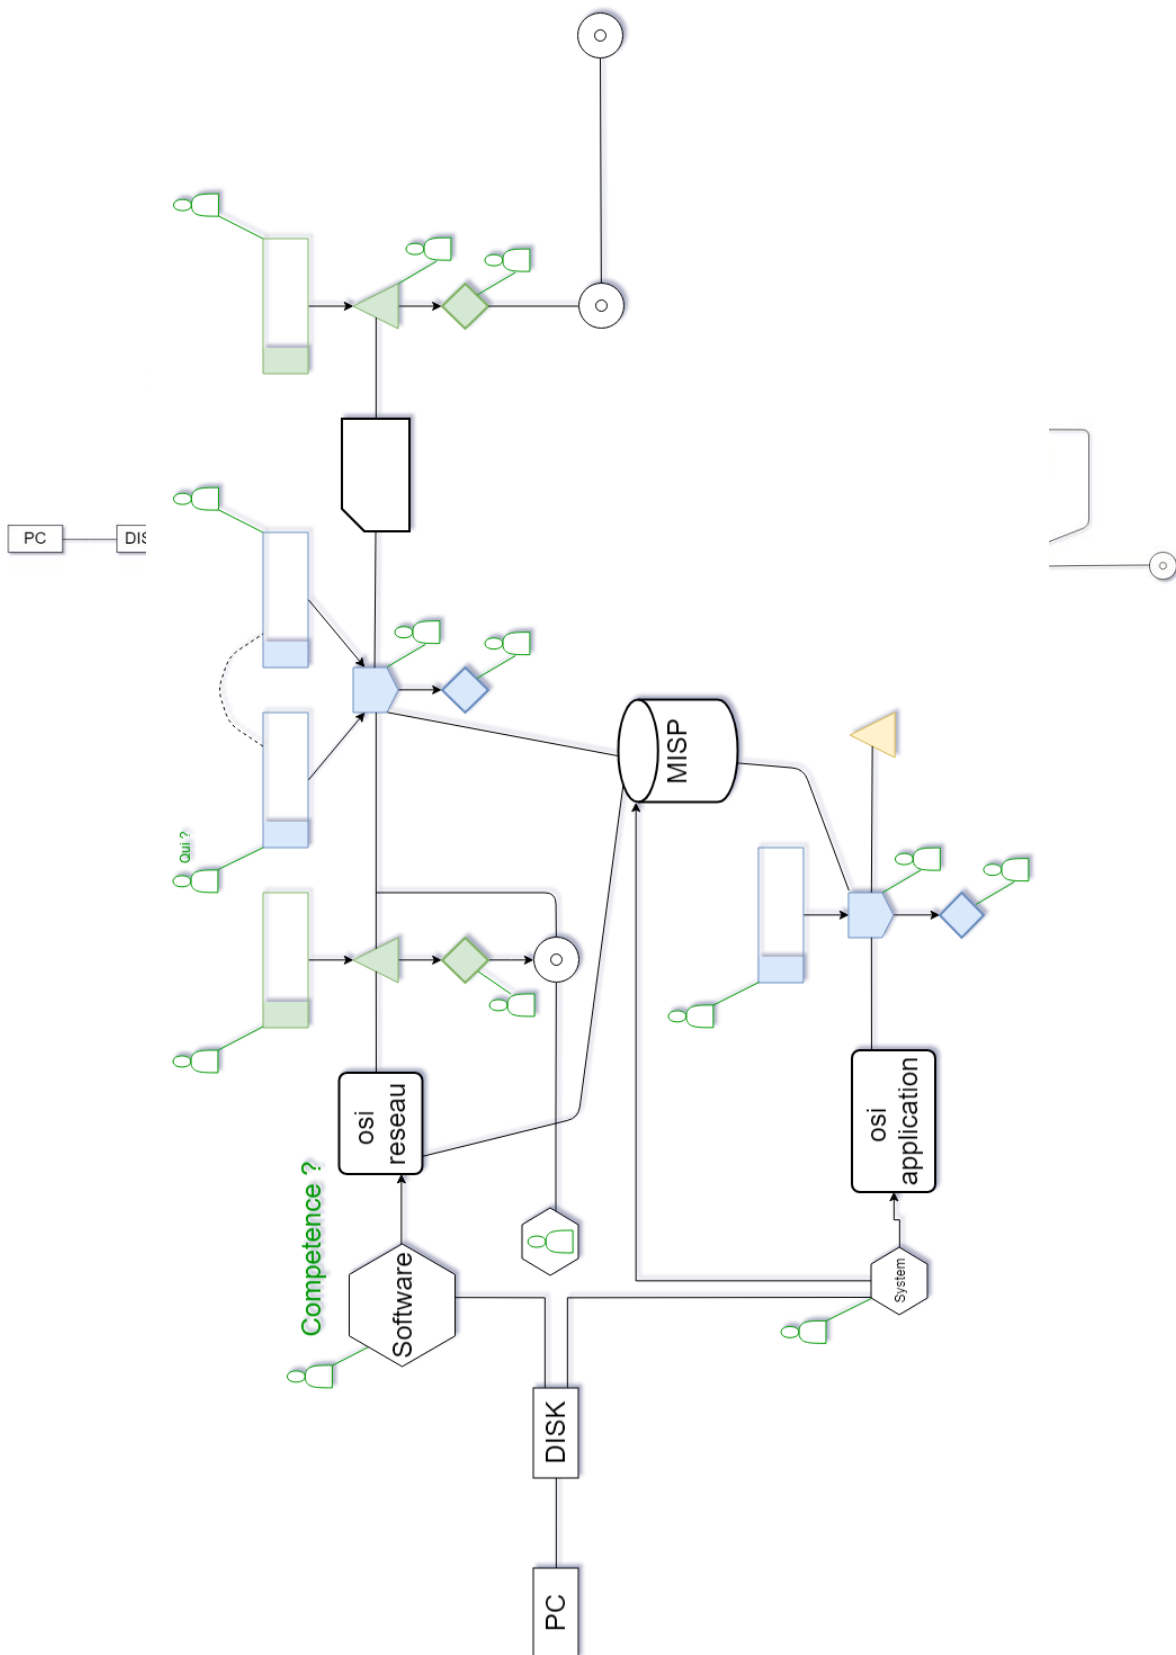 PC
DIS
Qui ?
MISP
osi
reseau
osi
application
Competence ?
Software
System
DISK
PC